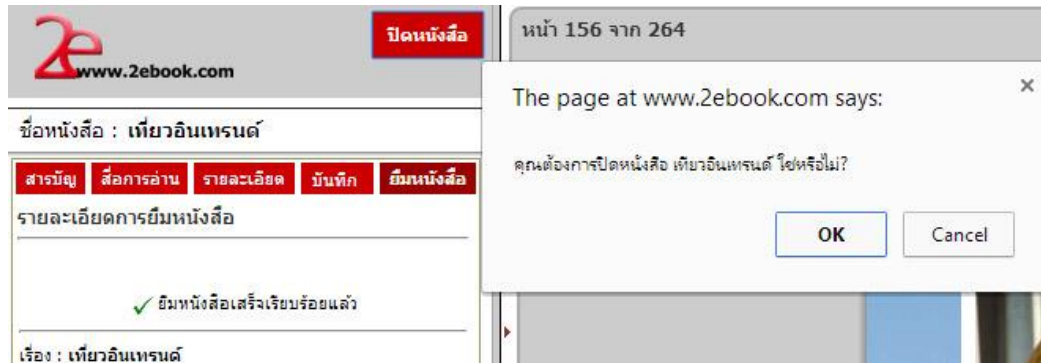 2e
www.2ebook.com
ปิดหนังสือ
ชื่อหนังสือ : เที่ยวอินเทรนด์
สารบัญ สื่อการอ่าน รายละเอียด บันทึก ยืมหนังสือ
รายละเอียดการยืมหนังสือ
ยืมหนังสือเสร็จเรียบร้อยแล้ว
เรื่อง : เที่ยวอินเทรนด์
หน้า 156 จาก 264
The page at www.2ebook.com says:
คุณต้องการปิดหนังสือ เที่ยวอินเทรนด์ ใช่หรือไม่?
OK Cancel